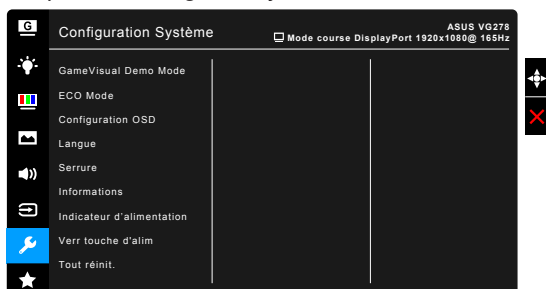 G
Configuration Système
ASUS VG278
Mode course DisplayPort 1920x1080@ 165Hz
GameVisual Demo Mode
ECO Mode
Configuration OSD
Langue
Serrure
Informations
Indicateur d'alimentation
Verr touche d'alim
Tout réinit.